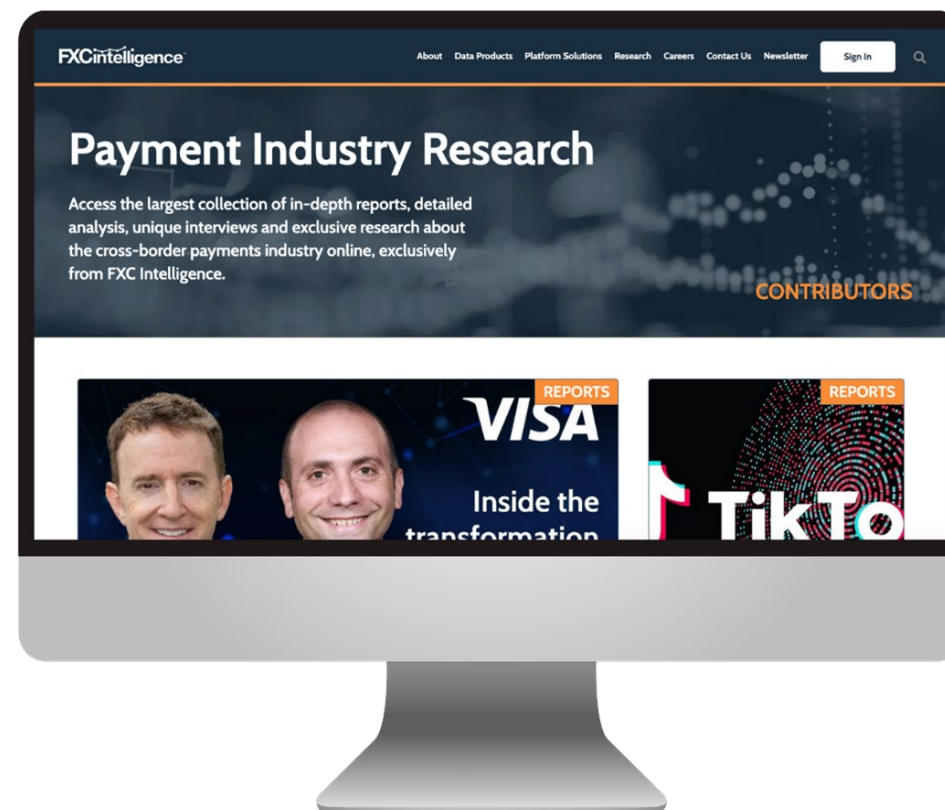 FXCintelligence
About Data Products Platform Solutions Research Careers Contact Us Newsletter Sign In
Payment Industry Research
Access the largest collection of in-depth reports, detailed
analysis, unique interviews and exclusive research about
the cross-border payments industry online, exclusively
from FXC Intelligence.
CONTRIBUTORS
REPORTS
VISA
Inside the
transformation
REPORTS
TikTo